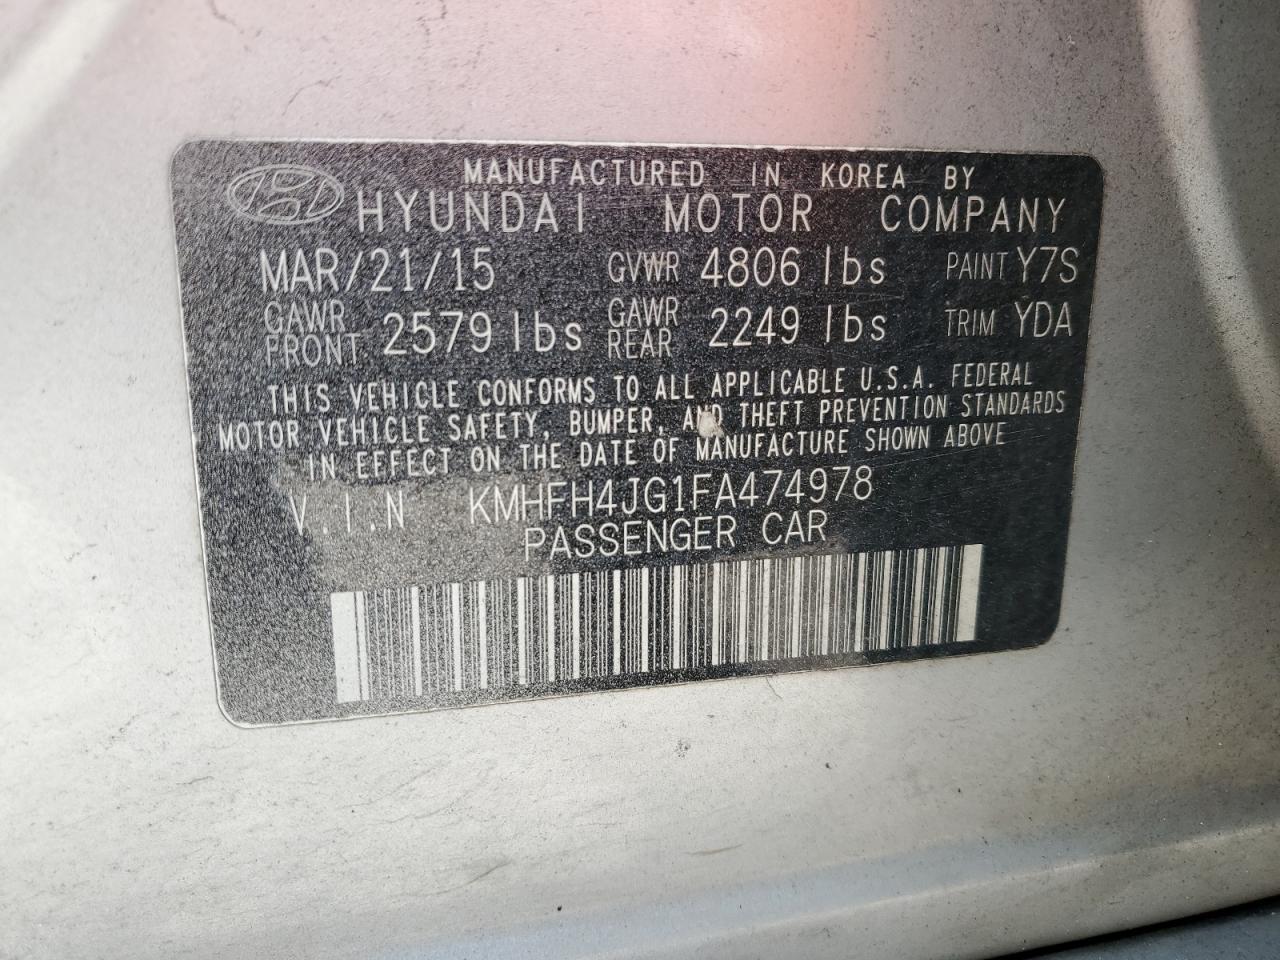 MANUFACTURED IN KOREA BY
HYUNDAI MOTOR COMPANY
MAR/21/15 GVWR 4806 lbs PAINT Y7S
GAWR FRONT 2579 lbs GAWR REAR 2249 lbs TRIM YDA
THIS VEHICLE CONFORMS TO ALL APPLICABLE U.S.A. FEDERAL
MOTOR VEHICLE SAFETY, BUMPER, AND THEFT PREVENTION STANDARDS
IN EFFECT ON THE DATE OF MANUFACTURE SHOWN ABOVE
V.I.N KMHFH4JG1FA474978
PASSENGER CAR